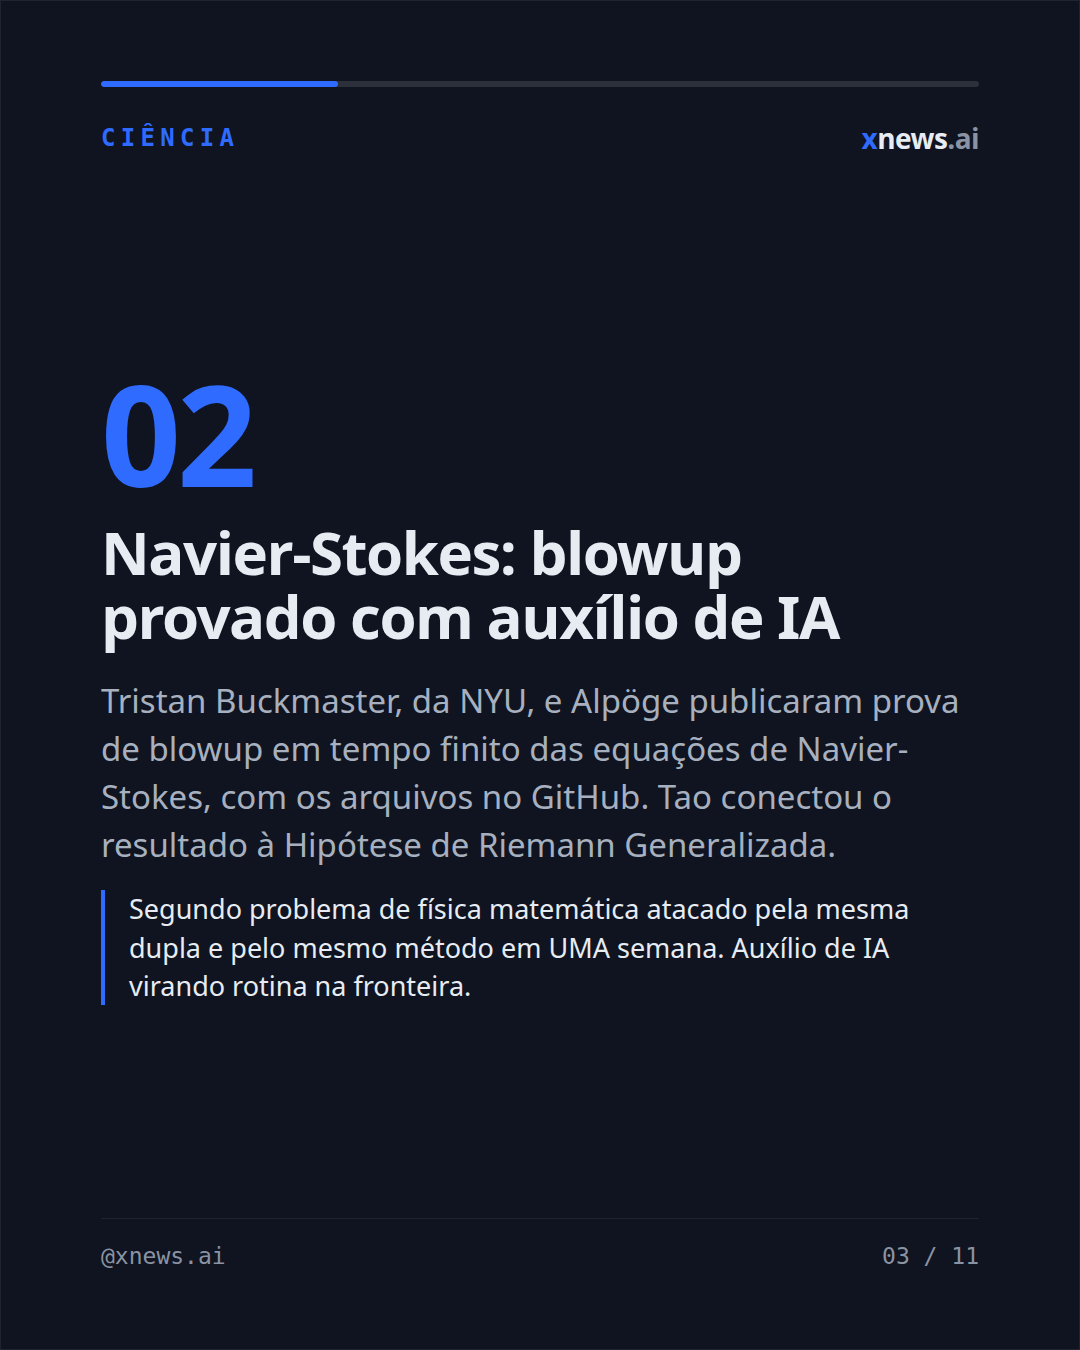 CIÊNCIA
xnews.ai
02
Navier-Stokes: blowup
provado com auxílio de IA
Tristan Buckmaster, da NYU, e Alpöge publicaram prova
de blowup em tempo finito das equações de Navier-
Stokes, com os arquivos no GitHub. Tao conectou o
resultado à Hipótese de Riemann Generalizada.
Segundo problema de física matemática atacado pela mesma
dupla e pelo mesmo método em UMA semana. Auxílio de IA
virando rotina na fronteira.
@xnews.ai
03 / 11